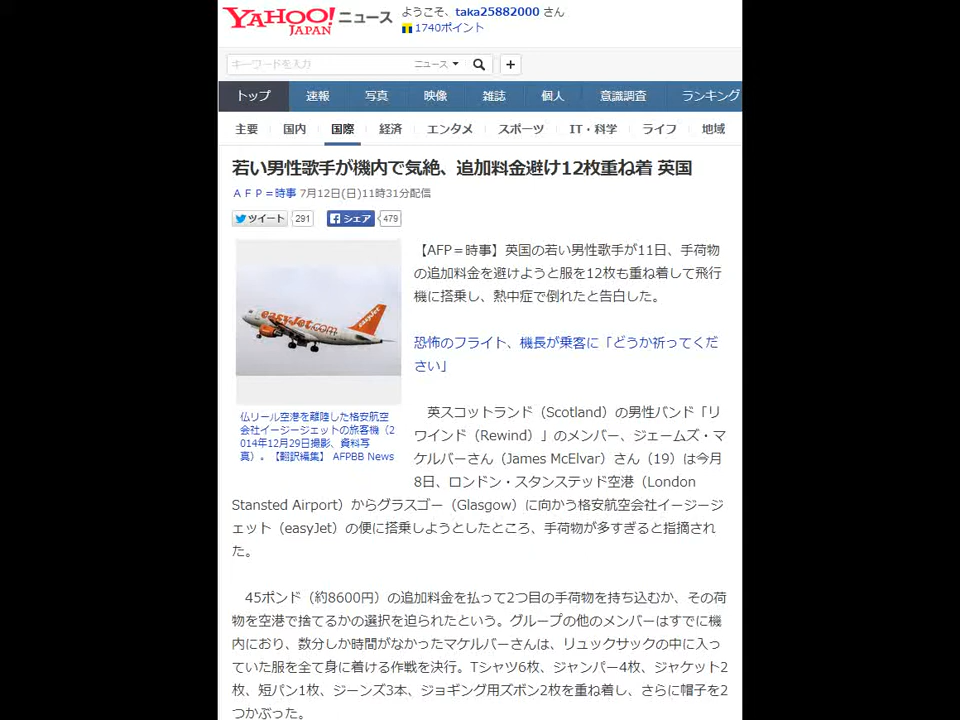 YAHOO! JAPAN ニュース
ようこそ、taka25882000 さん
1740ポイント
キーワードを入力
ニュース
トップ 速報 写真 映像 雑誌 個人 意識調査 ランキング
主要 国内 国際 経済 エンタメ スポーツ IT・科学 ライフ 地域
若い男性歌手が機内で気絶、追加料金避け12枚重ね着 英国
ＡＦＰ＝時事 7月12日(日)11時31分配信
ツイート 291 シェア 479
easyJet.com
easyJet
仏リール空港を離陸した格安航空
会社イージージェットの旅客機（2
014年12月29日撮影、資料写
真）。【翻訳編集】 AFPBB News
【AFP＝時事】英国の若い男性歌手が11日、手荷物
の追加料金を避けようと服を12枚も重ね着して飛行
機に搭乗し、熱中症で倒れたと告白した。
恐怖のフライト、機長が乗客に「どうか祈ってくだ
さい」
英スコットランド（Scotland）の男性バンド「リ
ワインド（Rewind）」のメンバー、ジェームズ・マ
ケルバーさん（James McElvar）さん（19）は今月
8日、ロンドン・スタンステッド空港（London
Stansted Airport）からグラスゴー（Glasgow）に向かう格安航空会社イージージ
ェット（easyJet）の便に搭乗しようとしたところ、手荷物が多すぎると指摘され
た。
45ポンド（約8600円）の追加料金を払って2つ目の手荷物を持ち込むか、その荷
物を空港で捨てるかの選択を迫られたという。グループの他のメンバーはすでに機
内におり、数分しか時間がなかったマケルバーさんは、リュックサックの中に入っ
ていた服を全て身に着ける作戦を決行。Tシャツ6枚、ジャンパー4枚、ジャケット2
枚、短パン1枚、ジーンズ3本、ジョギング用ズボン2枚を重ね着し、さらに帽子を2
つかぶった。